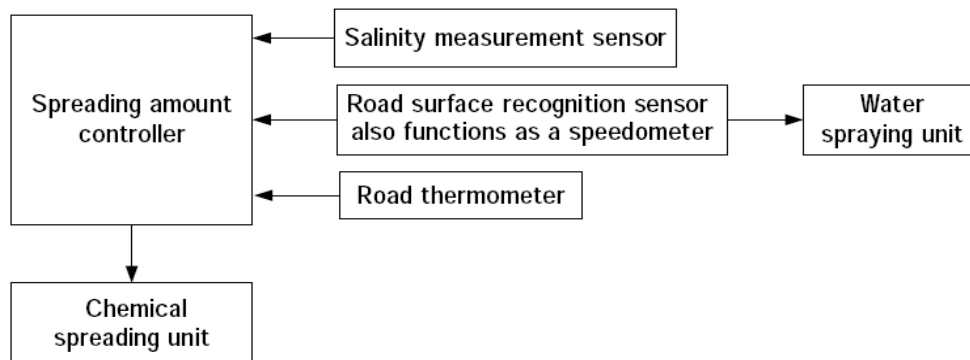 Salinity measurement sensor
Spreading amount
controller
Road surface recognition sensor
also functions as a speedometer
Water
spraying unit
Road thermometer
Chemical
spreading unit